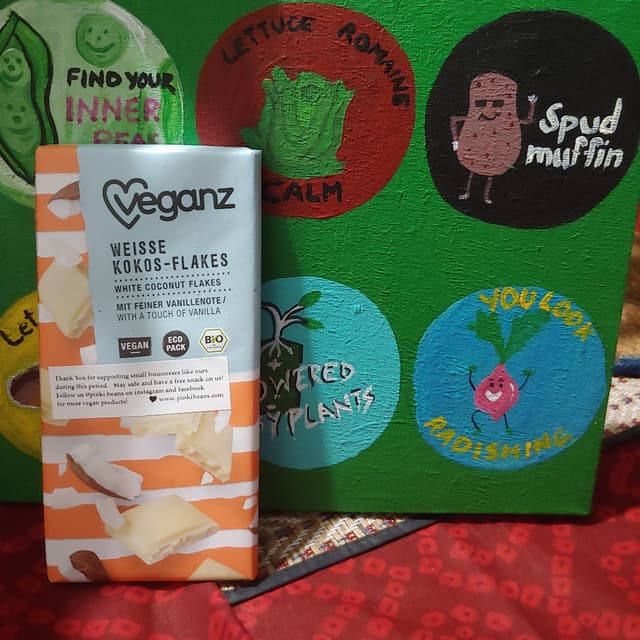 FIND YOUR
INNER
PEAS
LETTUCE ROMAINE
CALM
Spud
muffin
Veganz
WEISSE
KOKOS-FLAKES
WHITE COCONUT FLAKES
MIT FEINER VANILLENOTE/
WITH A TOUCH OF VANILLA
VEGAN
ECO
PACK
BIO
Thank You for supporting small businesses like ours
during this period. Stay safe and have a free snack on us!
Follow us @pinki.beans on instagram and facebook
for more vegan products! ♥ www.pinkibeans.com
Let
OWERED
BY PLANTS
YOU LOOK
RADISHING